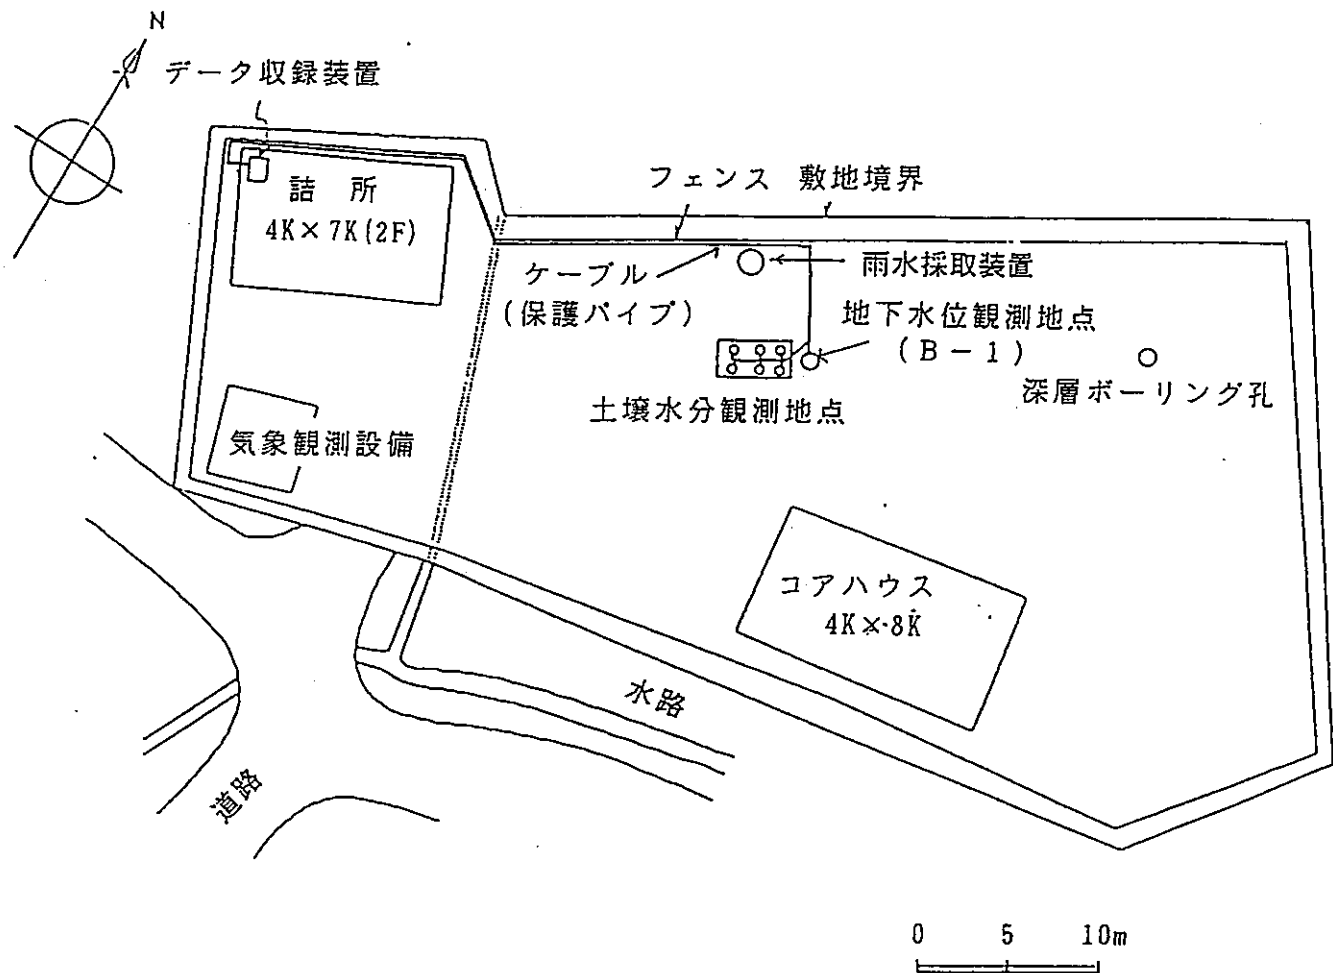 N
データ収録装置
詰所
4K×7K(2F)
フェンス 敷地境界
ケーブル
(保護パイプ)
雨水採取装置
地下水位観測地点
(B-1)
深層ボーリング孔
土壌水分観測地点
気象観測設備
コアハウス
4K×8K
水路
道路
0 5 10m